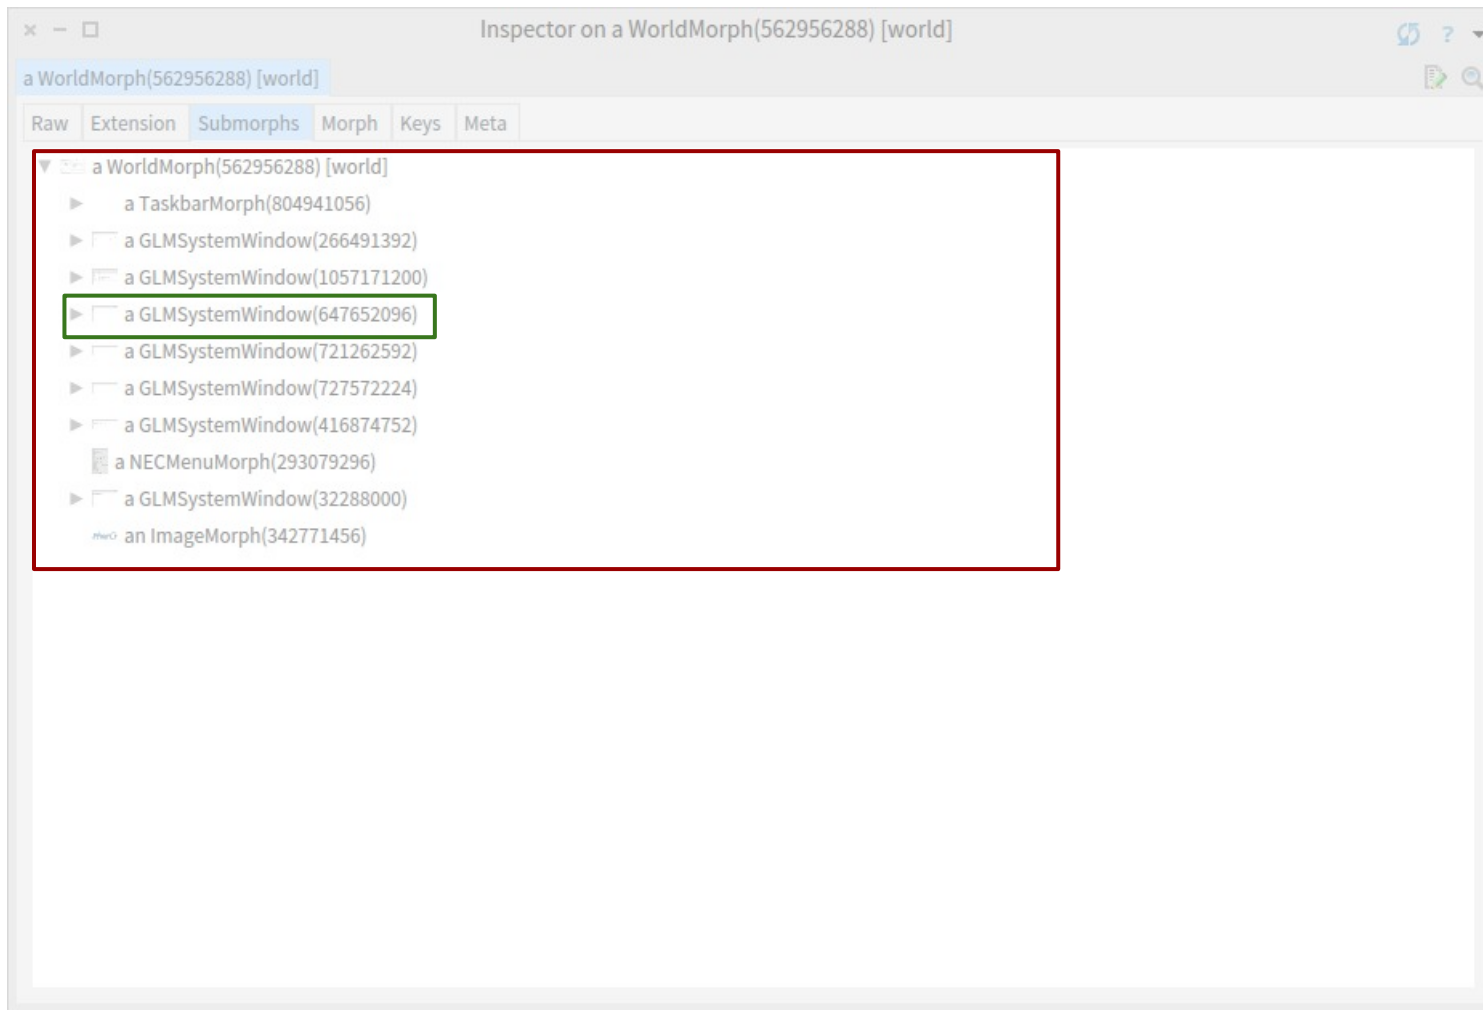 Inspector on a WorldMorph(562956288) [world]
?
a WorldMorph(562956288) [world]
Raw Extension Submorphs Morph Keys Meta
a WorldMorph(562956288) [world]
a TaskbarMorph(804941056)
a GLMSystemWindow(266491392)
a GLMSystemWindow(1057171200)
a GLMSystemWindow(647652096)
a GLMSystemWindow(721262592)
a GLMSystemWindow(727572224)
a GLMSystemWindow(416874752)
a NECMenuMorph(293079296)
a GLMSystemWindow(32288000)
an ImageMorph(342771456)